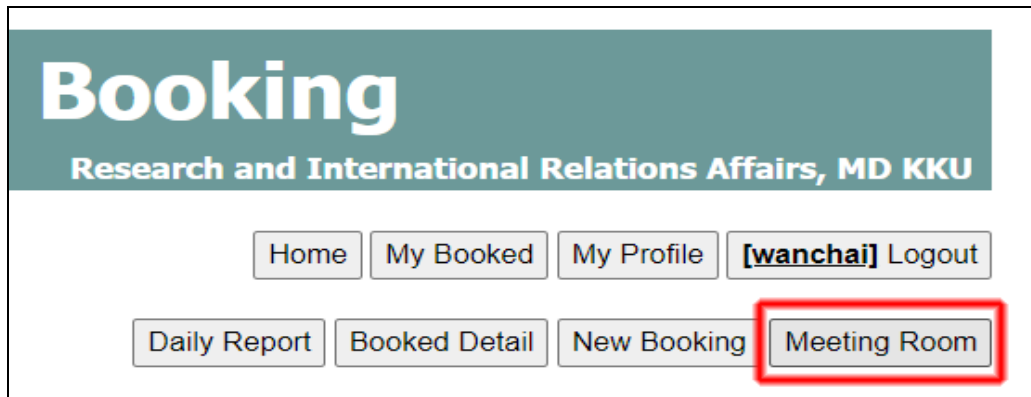 Booking
Research and International Relations Affairs, MD KKU
Home My Booked My Profile [wanchai] Logout
Daily Report Booked Detail New Booking Meeting Room